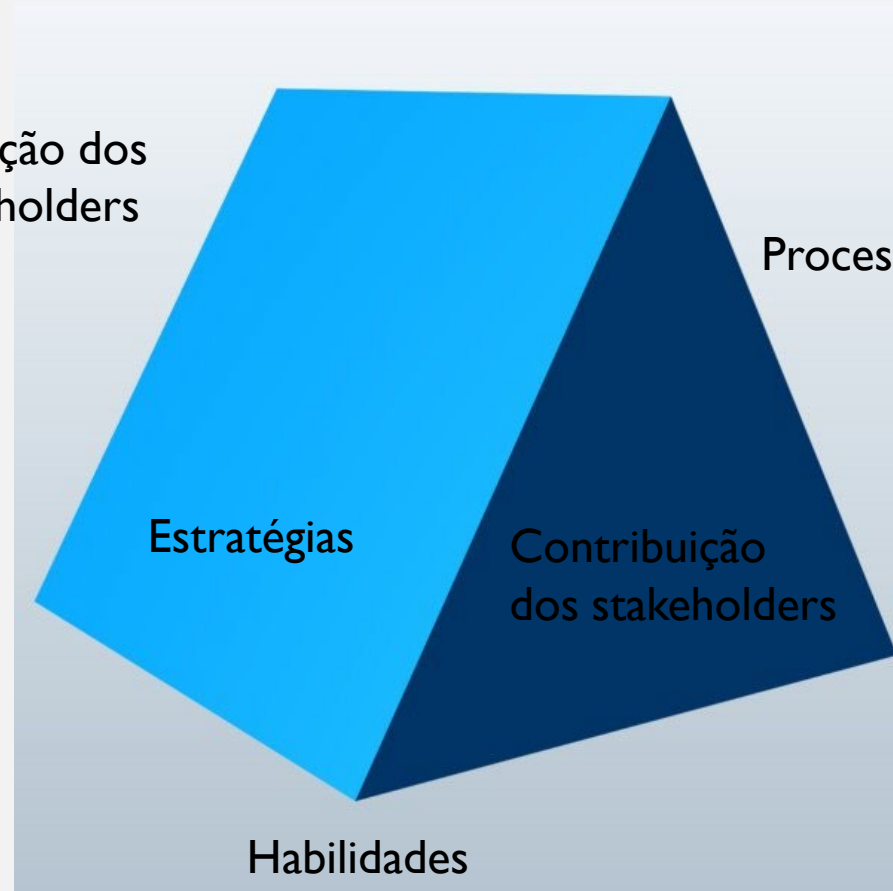 ção dos
holders
Proces
Estratégias
Contribuição
dos stakeholders
Habilidades